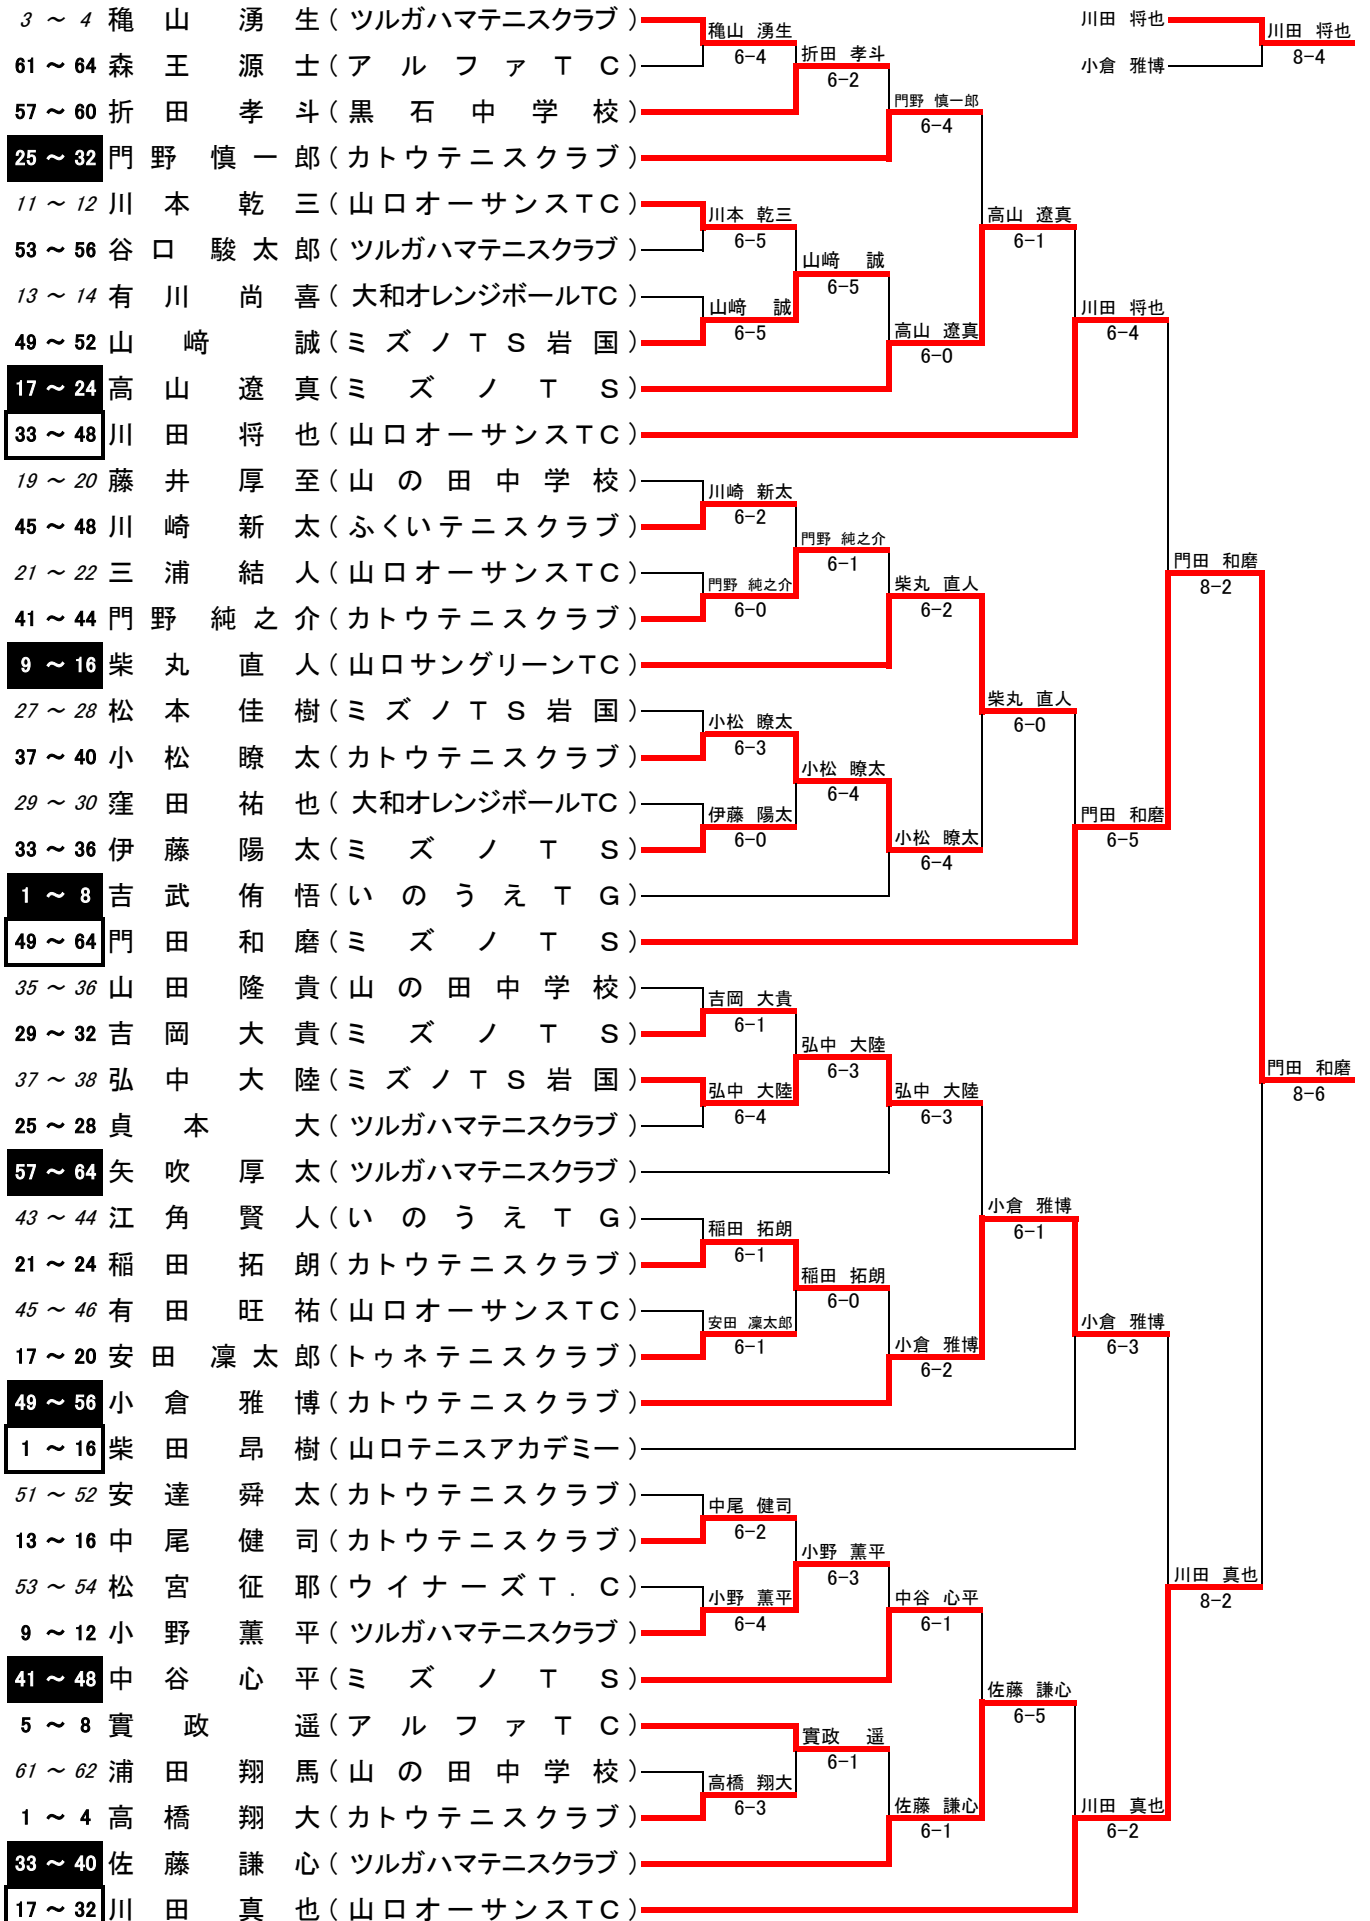 3 ～ 4 穐山 湧生 (ツルガハマテニスクラブ)
61 ～ 64 森王 源士 (アルファＴＣ)
57 ～ 60 折田 孝斗 (黒石中学校)
25 ～ 32 門野 慎一郎 (カトウテニスクラブ)
11 ～ 12 川本 乾三 (山口オーサンスＴＣ)
53 ～ 56 谷口 駿太郎 (ツルガハマテニスクラブ)
13 ～ 14 有川 尚喜 (大和オレンジボールTC)
49 ～ 52 山﨑 誠 (ミズノＴＳ岩国)
17 ～ 24 高山 遼真 (ミズノＴＳ)
33 ～ 48 川田 将也 (山口オーサンスＴＣ)
19 ～ 20 藤井 厚至 (山の田中学校)
45 ～ 48 川崎 新太 (ふくいテニスクラブ)
21 ～ 22 三浦 結人 (山口オーサンスＴＣ)
41 ～ 44 門野 純之介 (カトウテニスクラブ)
9 ～ 16 柴丸 直人 (山口サングリーンＴＣ)
27 ～ 28 松本 佳樹 (ミズノＴＳ岩国)
37 ～ 40 小松 瞭太 (カトウテニスクラブ)
29 ～ 30 窪田 祐也 (大和オレンジボールTC)
33 ～ 36 伊藤 陽太 (ミズノＴＳ)
1 ～ 8 吉武 侑悟 (いのうえＴＧ)
49 ～ 64 門田 和磨 (ミズノＴＳ)
35 ～ 36 山田 隆貴 (山の田中学校)
29 ～ 32 吉岡 大貴 (ミズノＴＳ)
37 ～ 38 弘中 大陸 (ミズノＴＳ岩国)
25 ～ 28 貞本 大 (ツルガハマテニスクラブ)
57 ～ 64 矢吹 厚太 (ツルガハマテニスクラブ)
43 ～ 44 江角 賢人 (いのうえＴＧ)
21 ～ 24 稲田 拓朗 (カトウテニスクラブ)
45 ～ 46 有田 旺祐 (山口オーサンスＴＣ)
17 ～ 20 安田 凜太郎 (トゥネテニスクラブ)
49 ～ 56 小倉 雅博 (カトウテニスクラブ)
1 ～ 16 柴田 昂樹 (山口テニスアカデミー)
51 ～ 52 安達 舜太 (カトウテニスクラブ)
13 ～ 16 中尾 健司 (カトウテニスクラブ)
53 ～ 54 松宮 征耶 (ウイナーズＴ．Ｃ)
9 ～ 12 小野 薫平 (ツルガハマテニスクラブ)
41 ～ 48 中谷 心平 (ミズノＴＳ)
5 ～ 8 實政 遥 (アルファＴＣ)
61 ～ 62 浦田 翔馬 (山の田中学校)
1 ～ 4 高橋 翔大 (カトウテニスクラブ)
33 ～ 40 佐藤 謙心 (ツルガハマテニスクラブ)
17 ～ 32 川田 真也 (山口オーサンスＴＣ)
穐山 湧生
6-4
川本 乾三
6-5
山﨑 誠
6-5
川崎 新太
6-2
門野 純之介
6-0
小松 瞭太
6-3
伊藤 陽太
6-0
吉岡 大貴
6-1
弘中 大陸
6-4
稲田 拓朗
6-1
安田 凜太郎
6-1
中尾 健司
6-2
小野 薫平
6-4
高橋 翔大
6-3
折田 孝斗
6-2
山﨑 誠
6-5
門野 純之介
6-1
小松 瞭太
6-4
弘中 大陸
6-3
稲田 拓朗
6-0
小野 薫平
6-3
實政 遥
6-1
門野 慎一郎
6-4
高山 遼真
6-0
柴丸 直人
6-2
小松 瞭太
6-4
弘中 大陸
6-3
小倉 雅博
6-2
中谷 心平
6-1
佐藤 謙心
6-1
高山 遼真
6-1
柴丸 直人
6-0
小倉 雅博
6-1
佐藤 謙心
6-5
川田 将也
6-4
門田 和磨
6-5
小倉 雅博
6-3
川田 真也
6-2
門田 和磨
8-2
川田 真也
8-2
門田 和磨
8-6
川田 将也
小倉 雅博
川田 将也
8-4